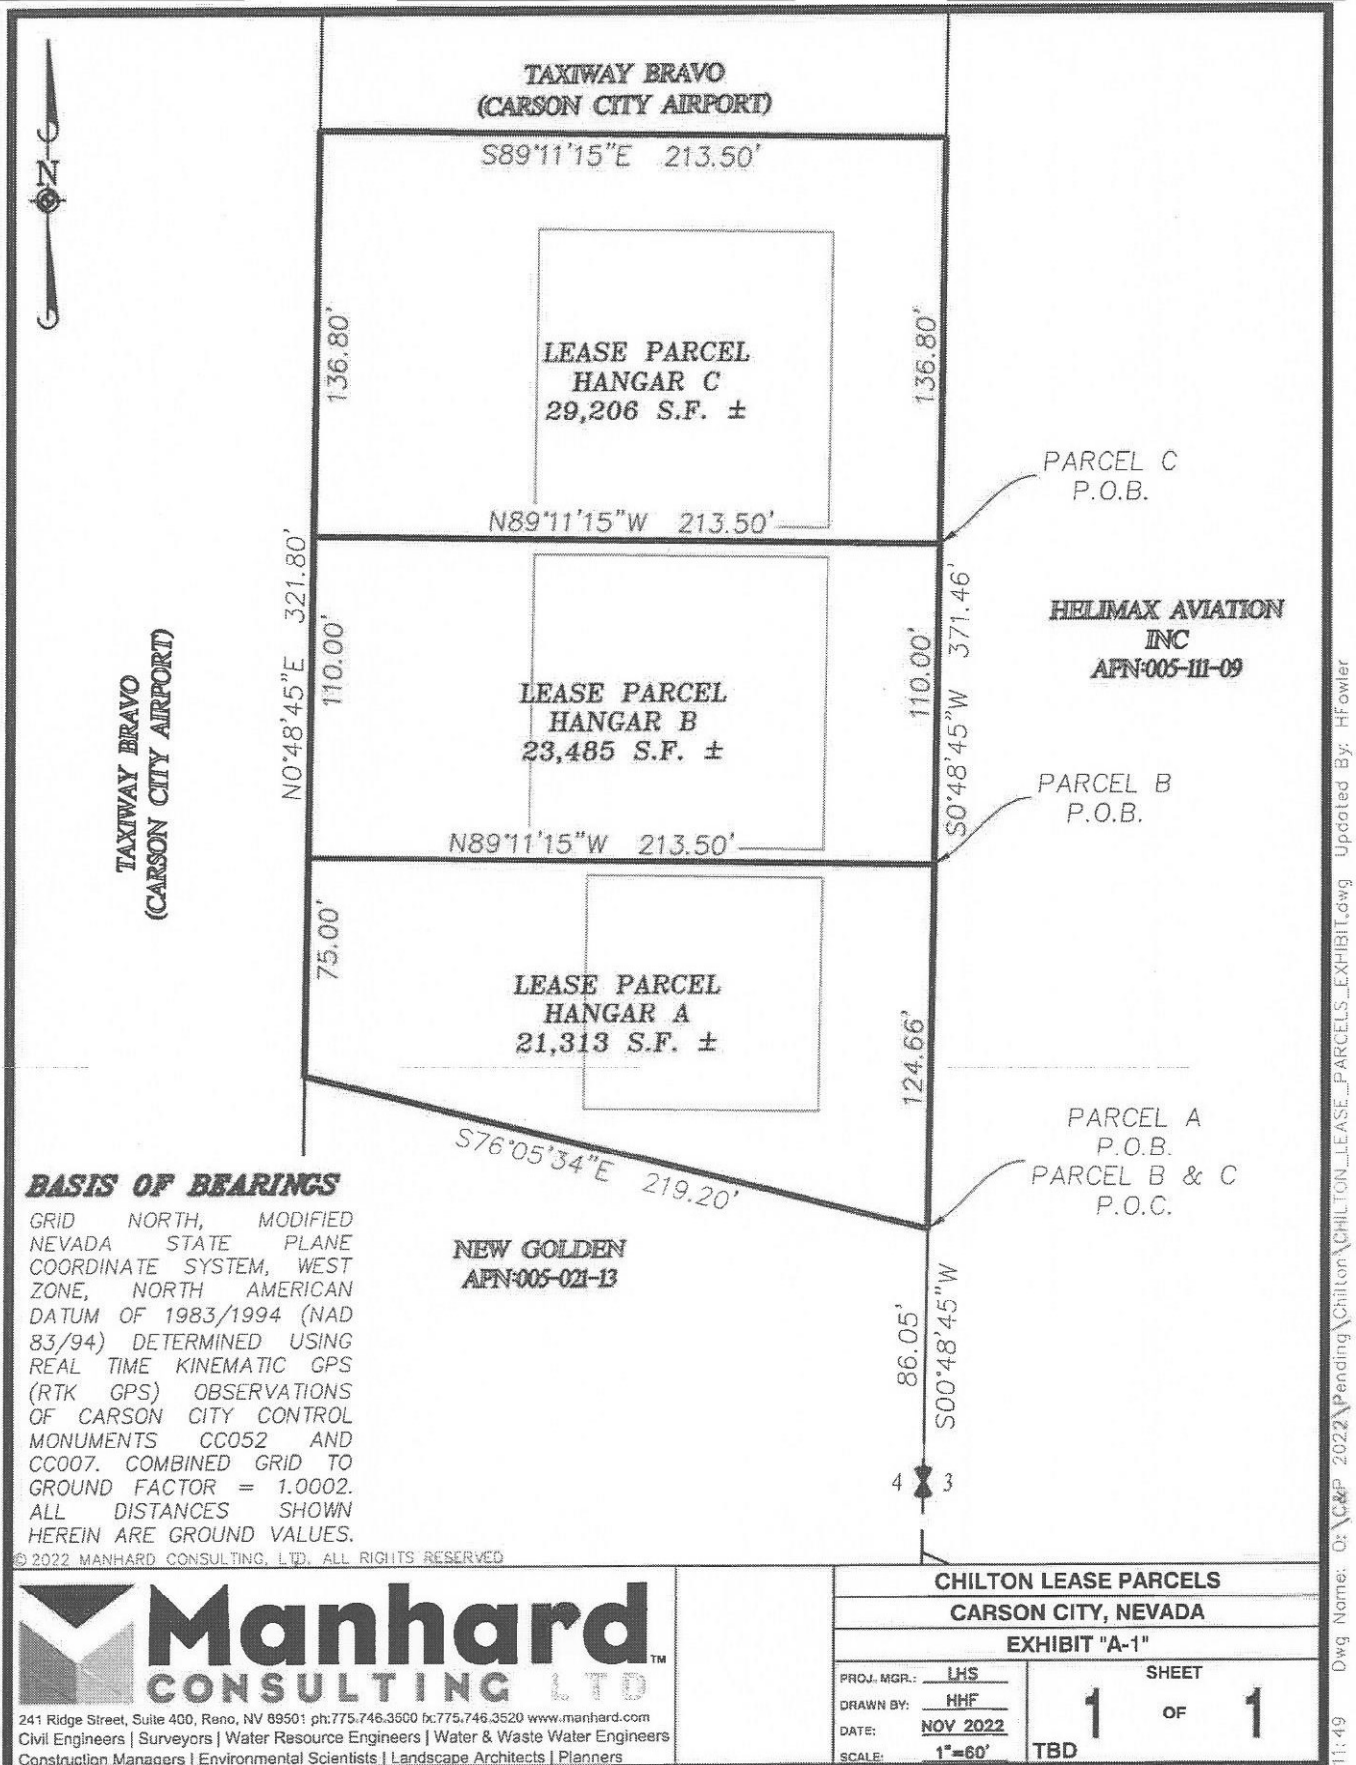 TAXIWAY BRAVO
(CARSON CITY AIRPORT)
S89°11'15"E 213.50'
N
136.80'
136.80'
LEASE PARCEL
HANGAR C
29,206 S.F. ±
PARCEL C
P.O.B.
N89°11'15"W 213.50'
N0°48'45"E 321.80'
110.00'
110.00'
S0°48'45"W 371.46'
HELIMAX AVIATION
INC
APN:005-111-09
LEASE PARCEL
HANGAR B
23,485 S.F. ±
TAXIWAY BRAVO
(CARSON CITY AIRPORT)
PARCEL B
P.O.B.
N89°11'15"W 213.50'
75.00'
LEASE PARCEL
HANGAR A
21,313 S.F. ±
124.66'
PARCEL A
P.O.B.
PARCEL B & C
P.O.C.
S76°05'34"E 219.20'
NEW GOLDEN
APN:005-021-13
86.05'
S00°48'45"W
4 3
BASIS OF BEARINGS
GRID NORTH, MODIFIED
NEVADA STATE PLANE
COORDINATE SYSTEM, WEST
ZONE, NORTH AMERICAN
DATUM OF 1983/1994 (NAD
83/94) DETERMINED USING
REAL TIME KINEMATIC GPS
(RTK GPS) OBSERVATIONS
OF CARSON CITY CONTROL
MONUMENTS CC052 AND
CC007. COMBINED GRID TO
GROUND FACTOR = 1.0002.
ALL DISTANCES SHOWN
HEREIN ARE GROUND VALUES.
© 2022 MANHARD CONSULTING, LTD. ALL RIGHTS RESERVED
Manhard™
CONSULTING LTD
241 Ridge Street, Suite 400, Reno, NV 89501 ph:775.746.3500 fx:775.746.3520 www.manhard.com
Civil Engineers | Surveyors | Water Resource Engineers | Water & Waste Water Engineers
Construction Managers | Environmental Scientists | Landscape Architects | Planners
CHILTON LEASE PARCELS
CARSON CITY, NEVADA
EXHIBIT "A-1"
PROJ. MGR.: LHS
DRAWN BY: HHF
DATE: NOV 2022
SCALE: 1"=60'
SHEET
1 OF 1
TBD
11:49 Dwg Name: O:\C&P 2022\Pending\Chilton\CHILTON_LEASE_PARCELS_EXHIBIT.dwg Updated By: HFowler